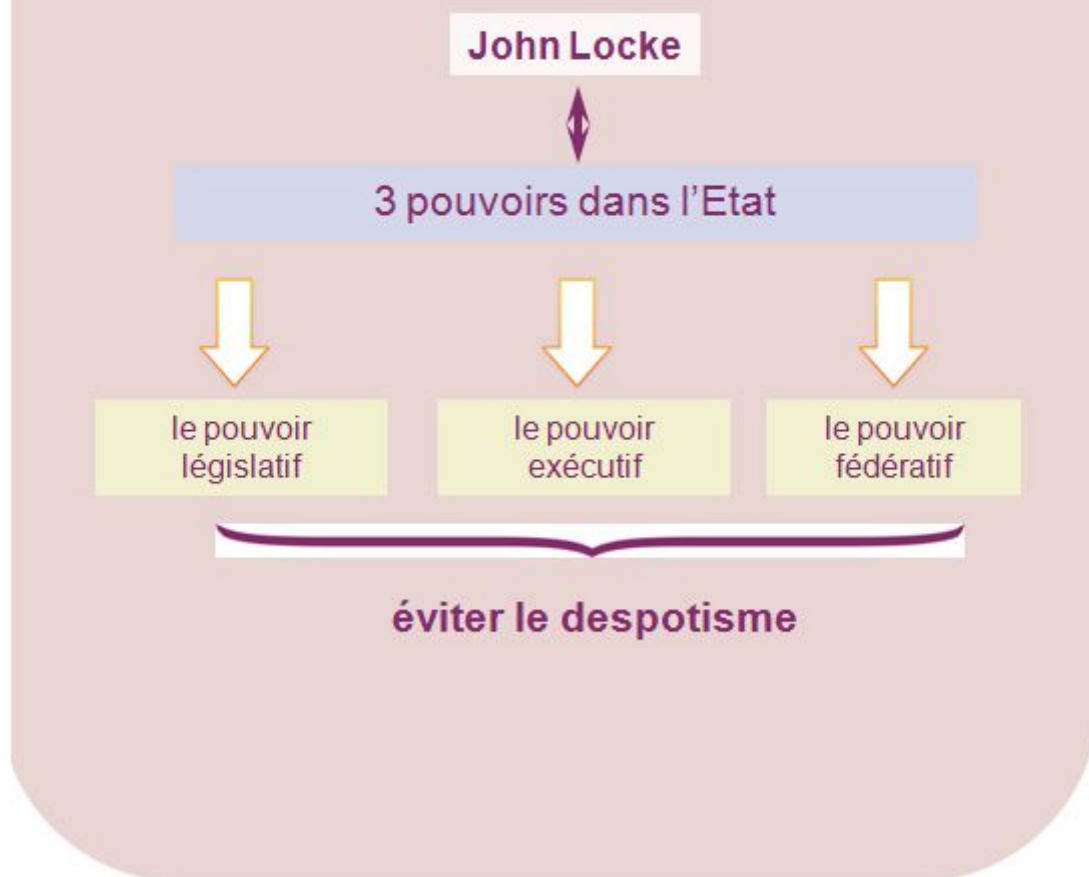 John Locke
3 pouvoirs dans l'Etat
le pouvoir
législatif
le pouvoir
exécutif
le pouvoir
fédératif
éviter le despotisme